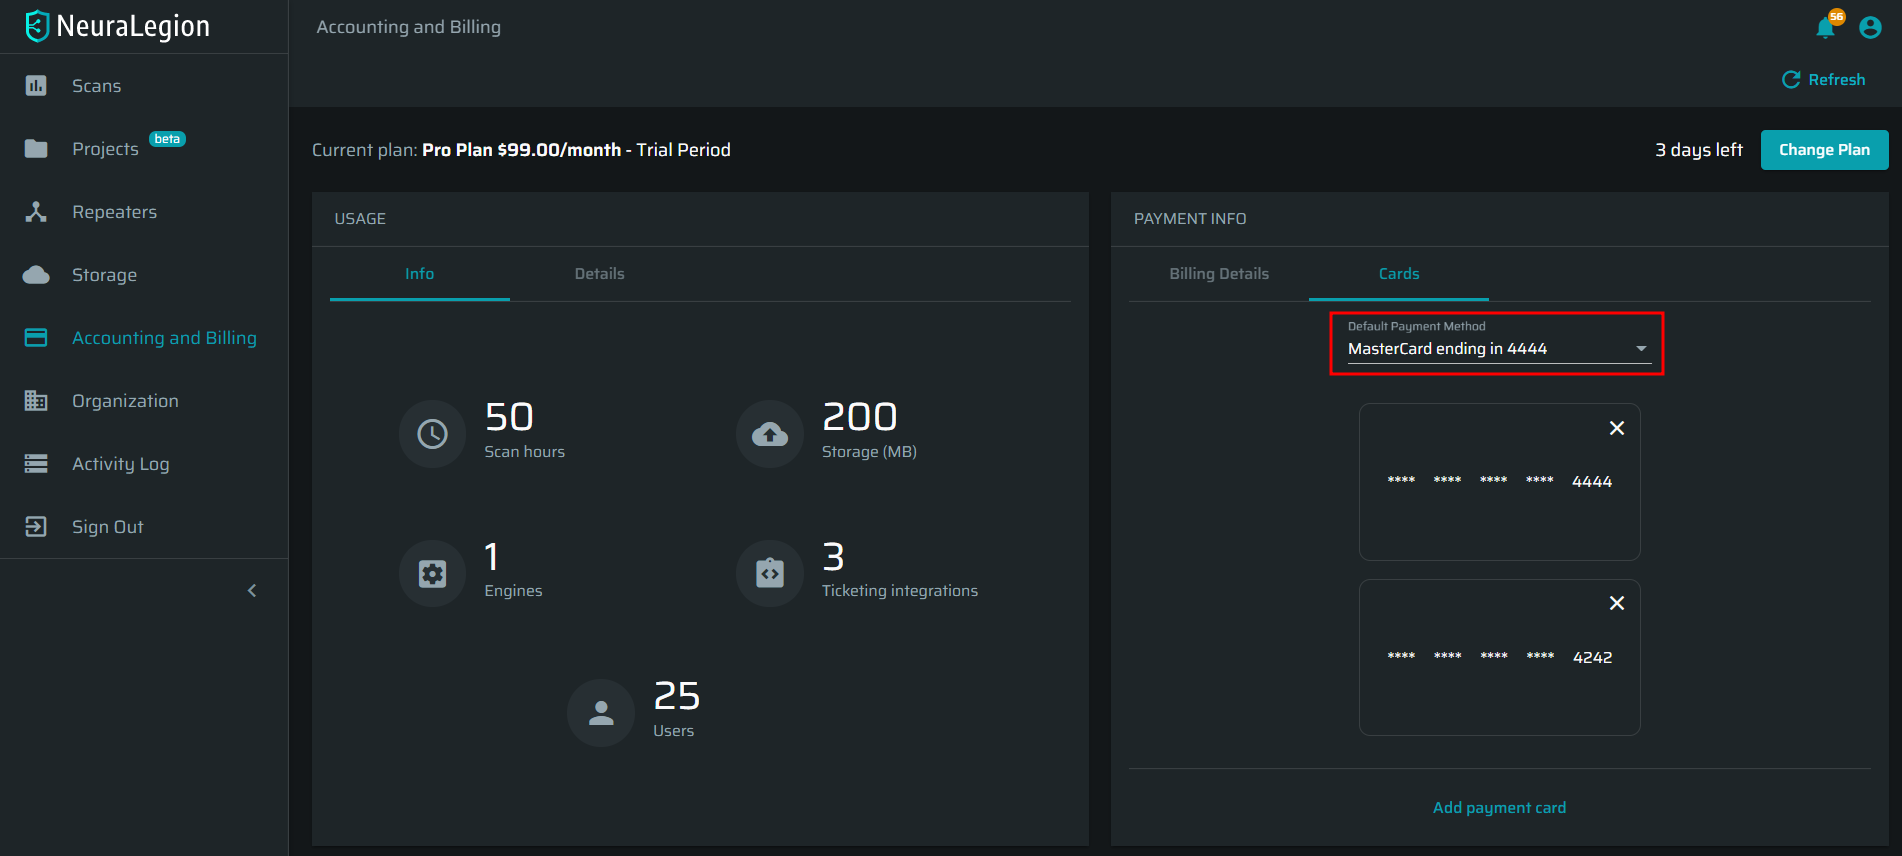 NeuraLegion
Scans
Projects beta
Repeaters
Storage
Accounting and Billing
Organization
Activity Log
Sign Out
Accounting and Billing
56
Refresh
Current plan: Pro Plan $99.00/month - Trial Period
3 days left
Change Plan
USAGE
Info Details
50
Scan hours
200
Storage (MB)
1
Engines
3
Ticketing integrations
25
Users
PAYMENT INFO
Billing Details Cards
Default Payment Method
MasterCard ending in 4444
**** **** **** **** 4444
**** **** **** **** 4242
Add payment card